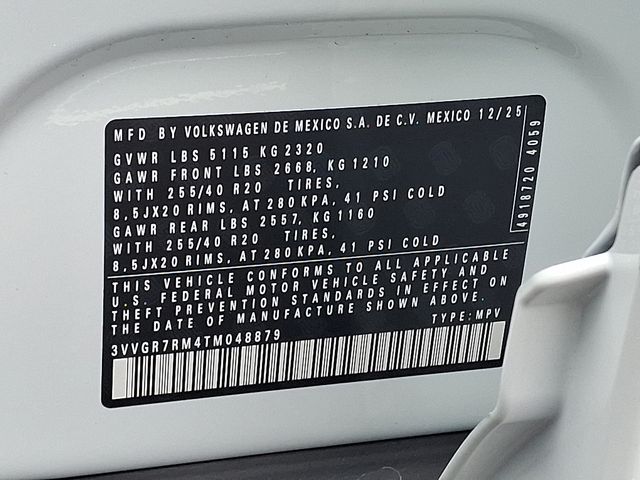 MFD BY VOLKSWAGEN DE MEXICO S.A. DE C.V. MEXICO 12/25
GVWR LBS 5115 KG 2320
GAWR FRONT LBS 2668, KG 1210
WITH 255/40 R20 TIRES,
8,5JX20 RIMS, AT 280 KPA, 41 PSI COLD
GAWR REAR LBS 2557, KG 1160
WITH 255/40 R20 TIRES,
8,5JX20 RIMS, AT 280 KPA, 41 PSI COLD
4918720 4059
THIS VEHICLE CONFORMS TO ALL APPLICABLE
U.S. FEDERAL MOTOR VEHICLE SAFETY AND
THEFT PREVENTION STANDARDS IN EFFECT ON
THE DATE OF MANUFACTURE SHOWN ABOVE.
3VVGR7RM4TM048879 TYPE: MPV